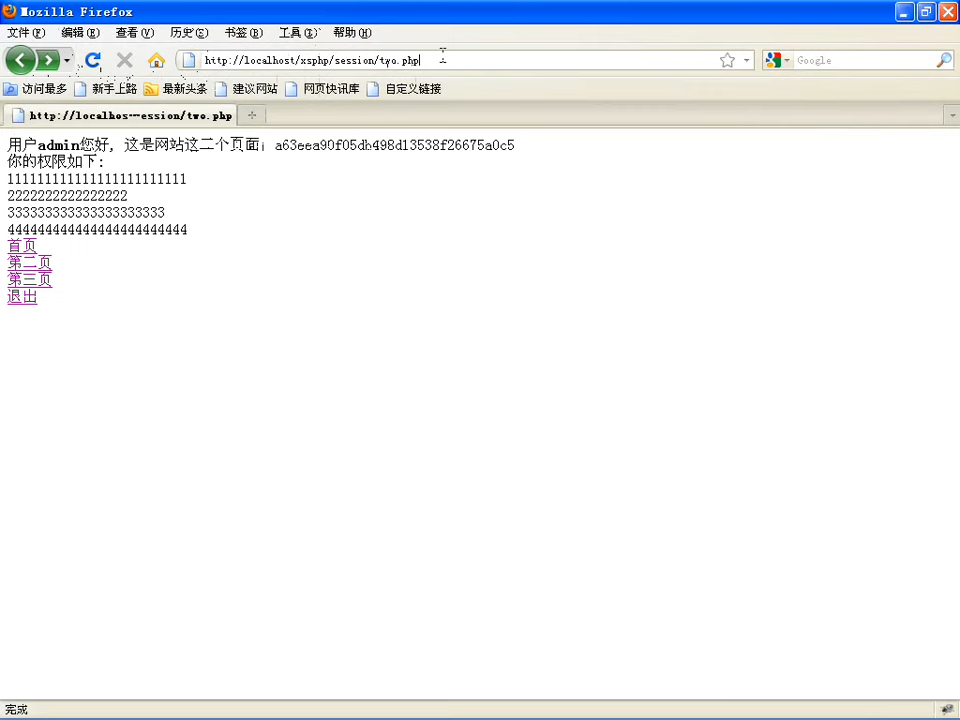 Mozilla Firefox
文件(F) 编辑(E) 查看(V) 历史(S) 书签(B) 工具(T) 帮助(H)
http://localhost/xsphp/session/two.php Google
访问最多 新手上路 最新头条 建议网站 网页快讯库 自定义链接
http://localhos...ession/two.php
用户admin您好, 这是网站这二个页面; a63eea90f05db498d13538f26675a0c5
你的权限如下:
111111111111111111111111
2222222222222222
333333333333333333333
444444444444444444444444
首页
第二页
第三页
退出
完成